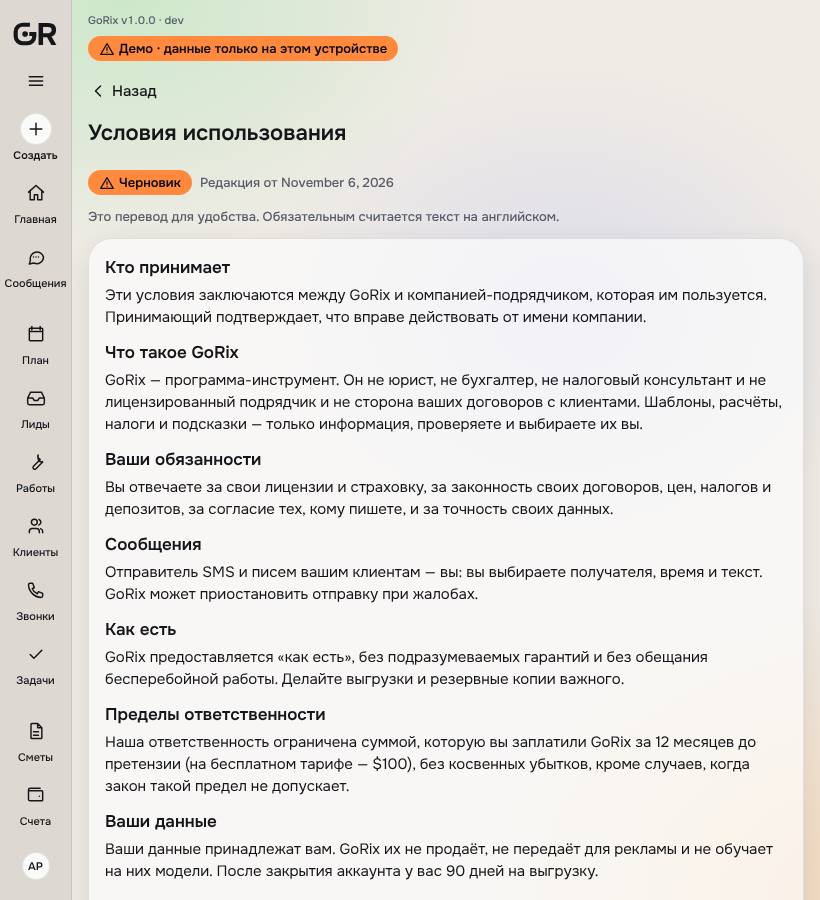 GR
GoRix v1.0.0 · dev
Демо · данные только на этом устройстве
Назад
Условия использования
Черновик
Редакция от November 6, 2026
Это перевод для удобства. Обязательным считается текст на английском.
Кто принимает
Эти условия заключаются между GoRix и компанией-подрядчиком, которая им пользуется.
Принимающий подтверждает, что вправе действовать от имени компании.
Что такое GoRix
GoRix — программа-инструмент. Он не юрист, не бухгалтер, не налоговый консультант и не
лицензированный подрядчик и не сторона ваших договоров с клиентами. Шаблоны, расчёты,
налоги и подсказки — только информация, проверяете и выбираете их вы.
Ваши обязанности
Вы отвечаете за свои лицензии и страховку, за законность своих договоров, цен, налогов и
депозитов, за согласие тех, кому пишете, и за точность своих данных.
Сообщения
Отправитель SMS и писем вашим клиентам — вы: вы выбираете получателя, время и текст.
GoRix может приостановить отправку при жалобах.
Как есть
GoRix предоставляется «как есть», без подразумеваемых гарантий и без обещания
бесперебойной работы. Делайте выгрузки и резервные копии важного.
Пределы ответственности
Наша ответственность ограничена суммой, которую вы заплатили GoRix за 12 месяцев до
претензии (на бесплатном тарифе — $100), без косвенных убытков, кроме случаев, когда
закон такой предел не допускает.
Ваши данные
Ваши данные принадлежат вам. GoRix их не продаёт, не передаёт для рекламы и не обучает
на них модели. После закрытия аккаунта у вас 90 дней на выгрузку.
Создать
Главная
Сообщения
План
Лиды
Работы
Клиенты
Звонки
Задачи
Сметы
Счета
AP